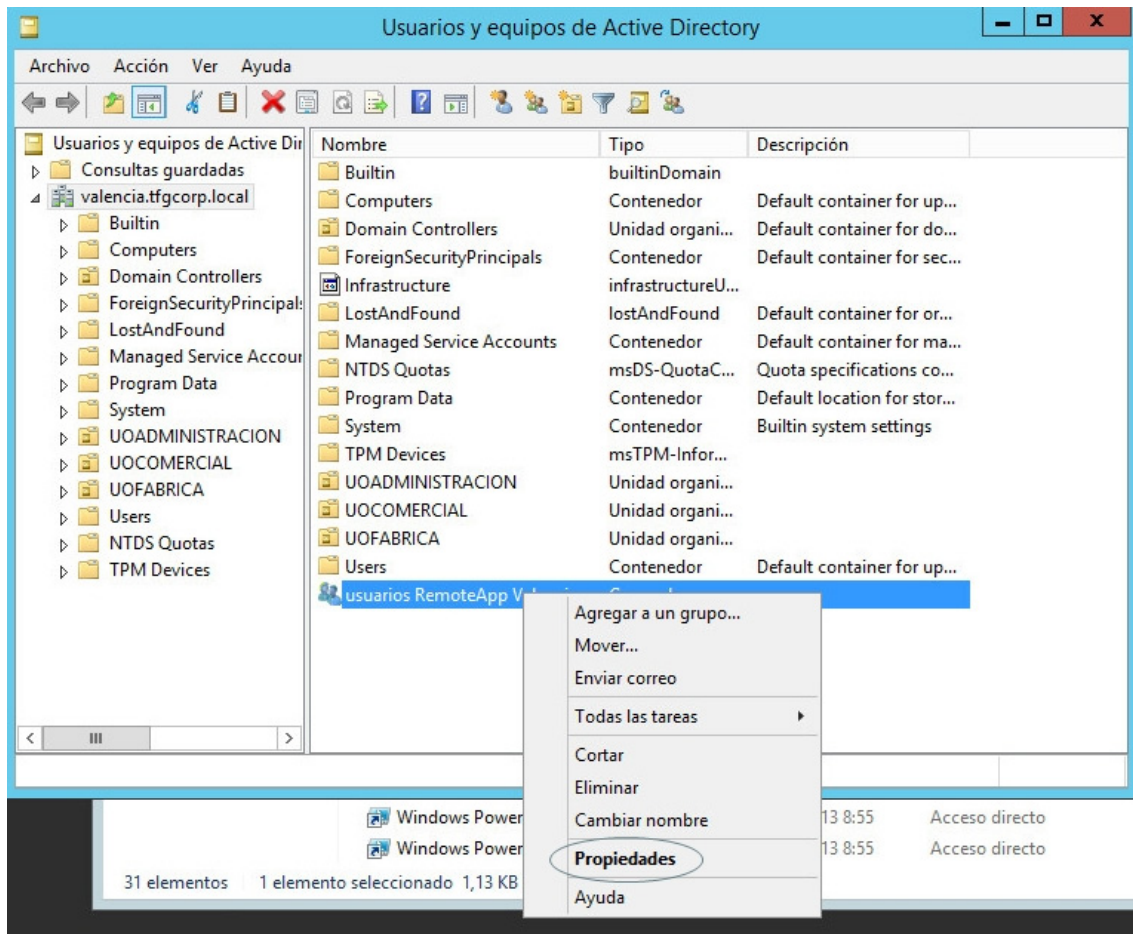 Usuarios y equipos de Active Directory
Archivo Acción Ver Ayuda
Usuarios y equipos de Active Dir
Consultas guardadas
valencia.tfgcorp.local
Builtin
Computers
Domain Controllers
ForeignSecurityPrincipals
LostAndFound
Managed Service Accour
Program Data
System
UOADMINISTRACION
UOCOMERCIAL
UOFABRICA
Users
NTDS Quotas
TPM Devices
Nombre Tipo Descripción
Builtin builtinDomain
Computers Contenedor Default container for up...
Domain Controllers Unidad organi... Default container for do...
ForeignSecurityPrincipals Contenedor Default container for sec...
Infrastructure infrastructureU...
LostAndFound lostAndFound Default container for or...
Managed Service Accounts Contenedor Default container for ma...
NTDS Quotas msDS-QuotaC... Quota specifications co...
Program Data Contenedor Default location for stor...
System Contenedor Builtin system settings
TPM Devices msTPM-Infor...
UOADMINISTRACION Unidad organi...
UOCOMERCIAL Unidad organi...
UOFABRICA Unidad organi...
Users Contenedor Default container for up...
usuarios RemoteApp
Agregar a un grupo...
Mover...
Enviar correo
Todas las tareas
Cortar
Eliminar
Cambiar nombre
Propiedades
Ayuda
Windows Power 13 8:55 Acceso directo
Windows Power 13 8:55 Acceso directo
31 elementos 1 elemento seleccionado 1,13 KB